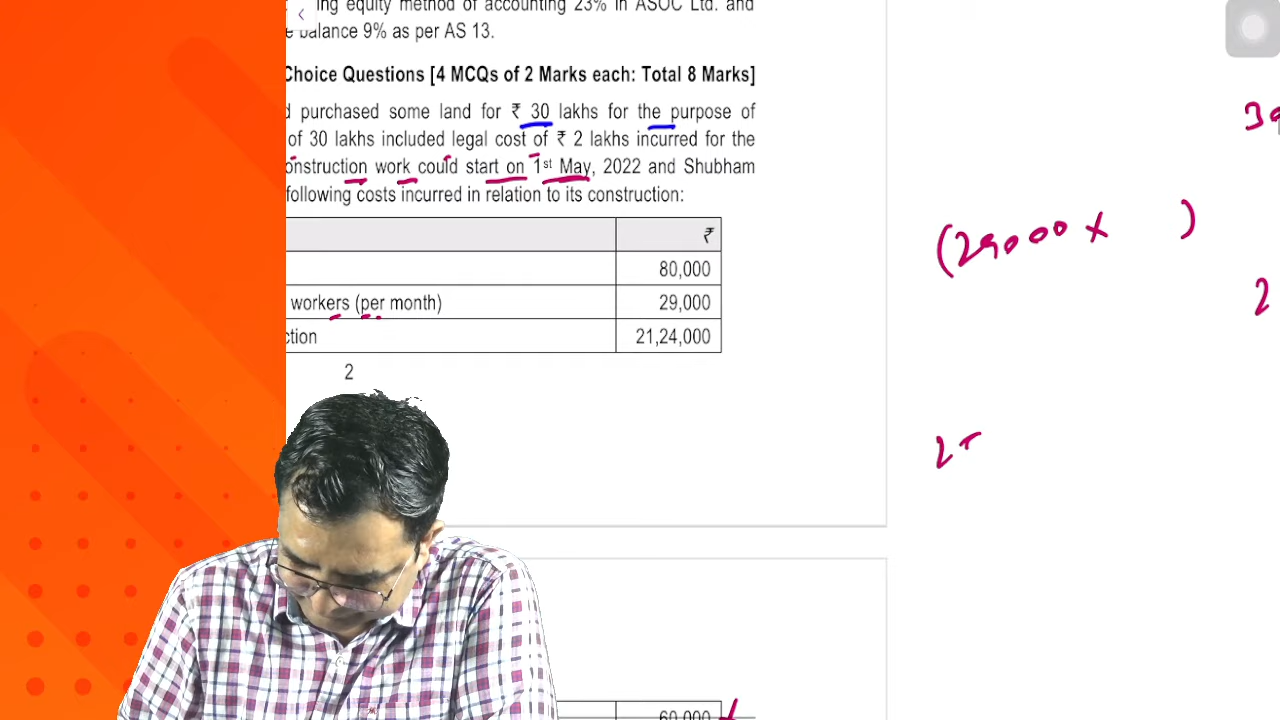 ing equity method of accounting 23% in ASOC Ltd. and
balance 9% as per AS 13.
Choice Questions [4 MCQs of 2 Marks each: Total 8 Marks]
purchased some land for ₹ 30 lakhs for the purpose of
of 30 lakhs included legal cost of ₹ 2 lakhs incurred for the
onstruction work could start on 1st May, 2022 and Shubham
following costs incurred in relation to its construction:
₹
80,000
workers (per month) 29,000
ction 21,24,000
2
(29000 ×      )
2
60,000